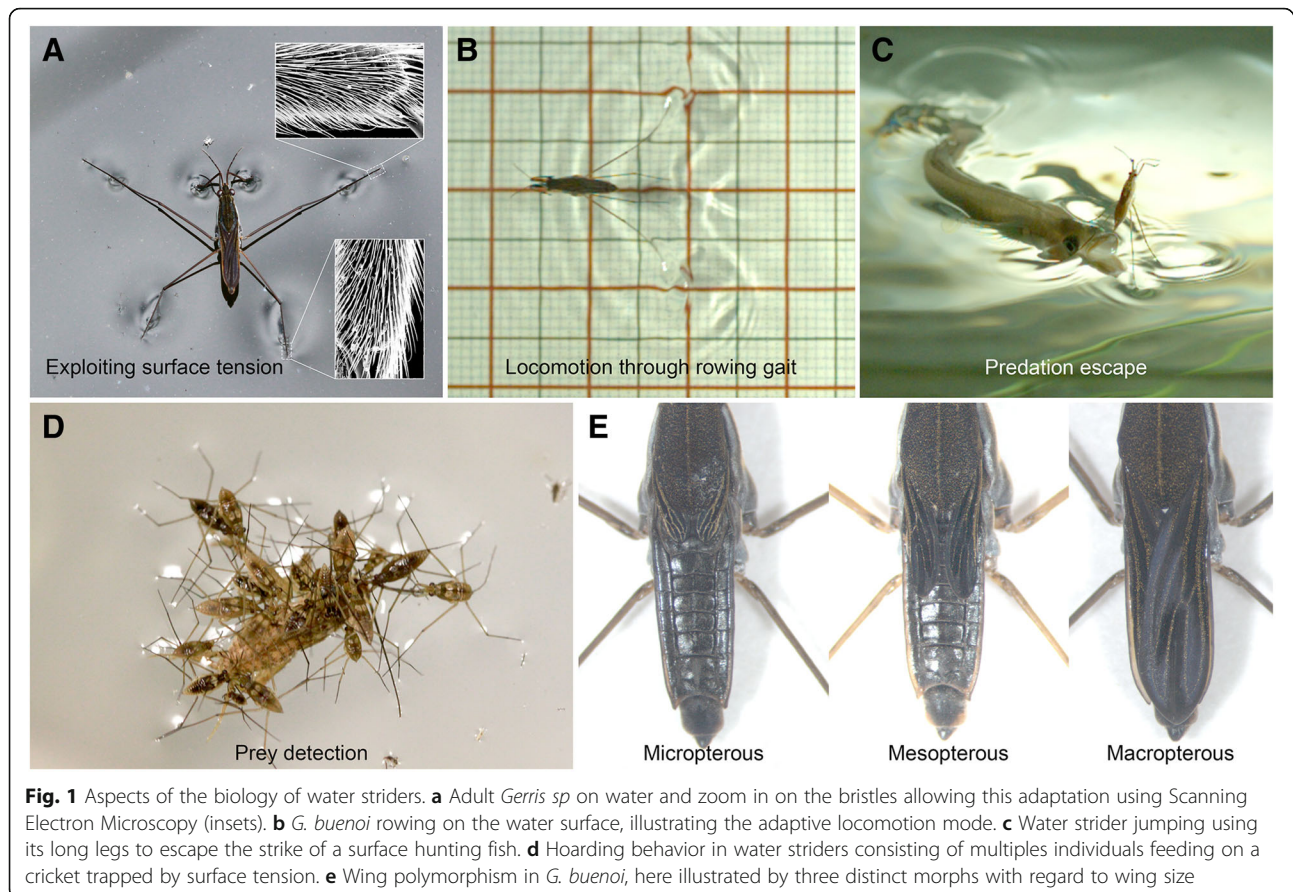 A
Exploiting surface tension
B
Locomotion through rowing gait
C
Predation escape
D
Prey detection
E
Micropterous
Mesopterous
Macropterous
Fig. 1 Aspects of the biology of water striders. a Adult Gerris sp on water and zoom in on the bristles allowing this adaptation using Scanning
Electron Microscopy (insets). b G. buenoi rowing on the water surface, illustrating the adaptive locomotion mode. c Water strider jumping using
its long legs to escape the strike of a surface hunting fish. d Hoarding behavior in water striders consisting of multiples individuals feeding on a
cricket trapped by surface tension. e Wing polymorphism in G. buenoi, here illustrated by three distinct morphs with regard to wing size